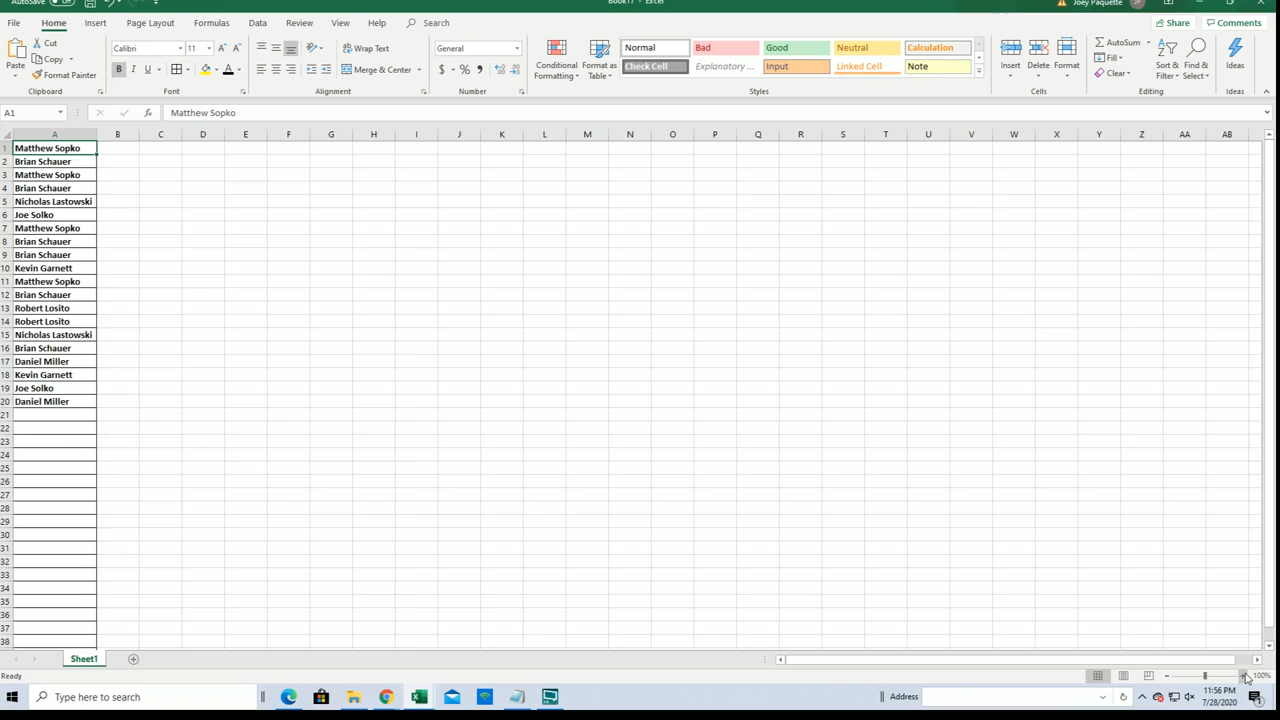 AutoSave Off Book17 - Excel Joey Paquette JP
File Home Insert Page Layout Formulas Data Review View Help Search Share Comments
Paste Cut Copy Format Painter Clipboard
Calibri 11 A A B I U A Font
Wrap Text Merge & Center Alignment
General $ % Number
Conditional Formatting Format as Table
Normal Bad Good Neutral Calculation
Check Cell Explanatory ... Input Linked Cell Note
Styles
Insert Delete Format Cells
AutoSum Fill Clear Sort & Filter Find & Select Editing
Ideas Ideas
A1 fx Matthew Sopko
A B C D E F G H I J K L M N O P Q R S T U V W X Y Z AA AB
1 Matthew Sopko
2 Brian Schauer
3 Matthew Sopko
4 Brian Schauer
5 Nicholas Lastowski
6 Joe Solko
7 Matthew Sopko
8 Brian Schauer
9 Brian Schauer
10 Kevin Garnett
11 Matthew Sopko
12 Brian Schauer
13 Robert Losito
14 Robert Losito
15 Nicholas Lastowski
16 Brian Schauer
17 Daniel Miller
18 Kevin Garnett
19 Joe Solko
20 Daniel Miller
21
22
23
24
25
26
27
28
29
30
31
32
33
34
35
36
37
38
Sheet1
Ready 100%
Type here to search Address 11:56 PM
7/28/2020